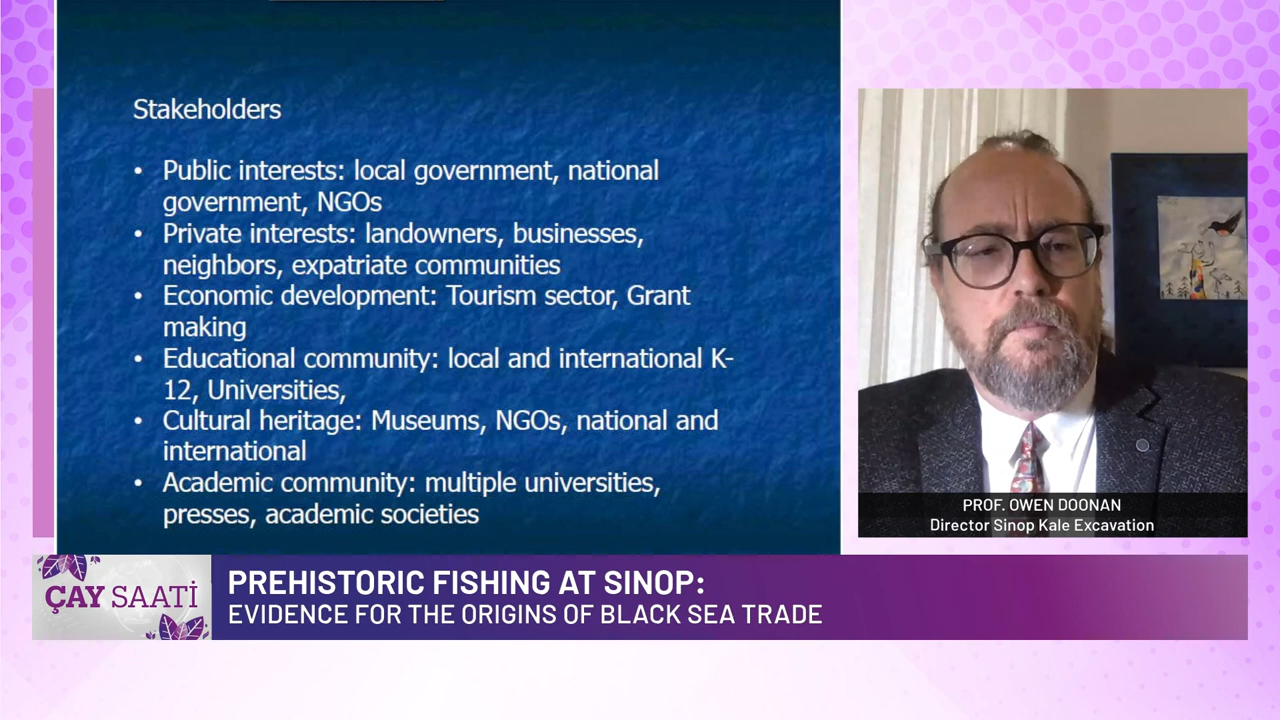 Stakeholders
• Public interests: local government, national
government, NGOs
• Private interests: landowners, businesses,
neighbors, expatriate communities
• Economic development: Tourism sector, Grant
making
• Educational community: local and international K-
12, Universities,
• Cultural heritage: Museums, NGOs, national and
international
• Academic community: multiple universities,
presses, academic societies
PROF. OWEN DOONAN
Director Sinop Kale Excavation
ÇAY SAATİ
PREHISTORIC FISHING AT SINOP:
EVIDENCE FOR THE ORIGINS OF BLACK SEA TRADE